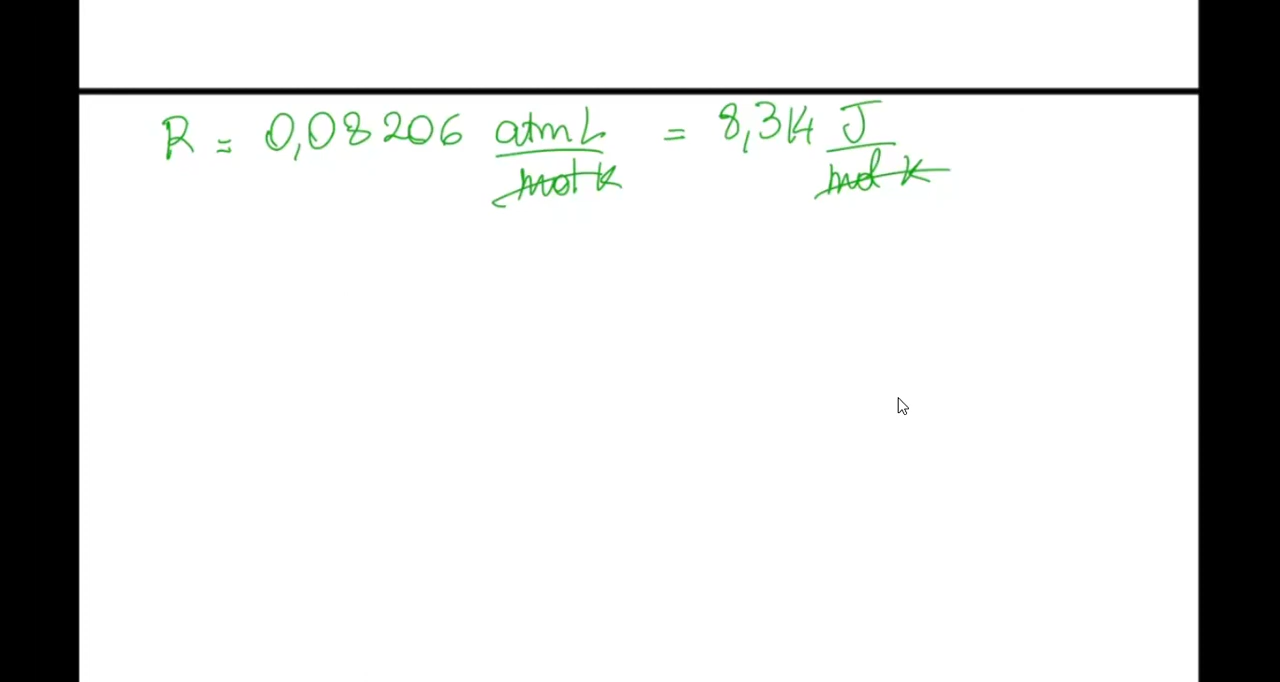 R = 0,08206 atm L / mol K = 8,314 J / mol K